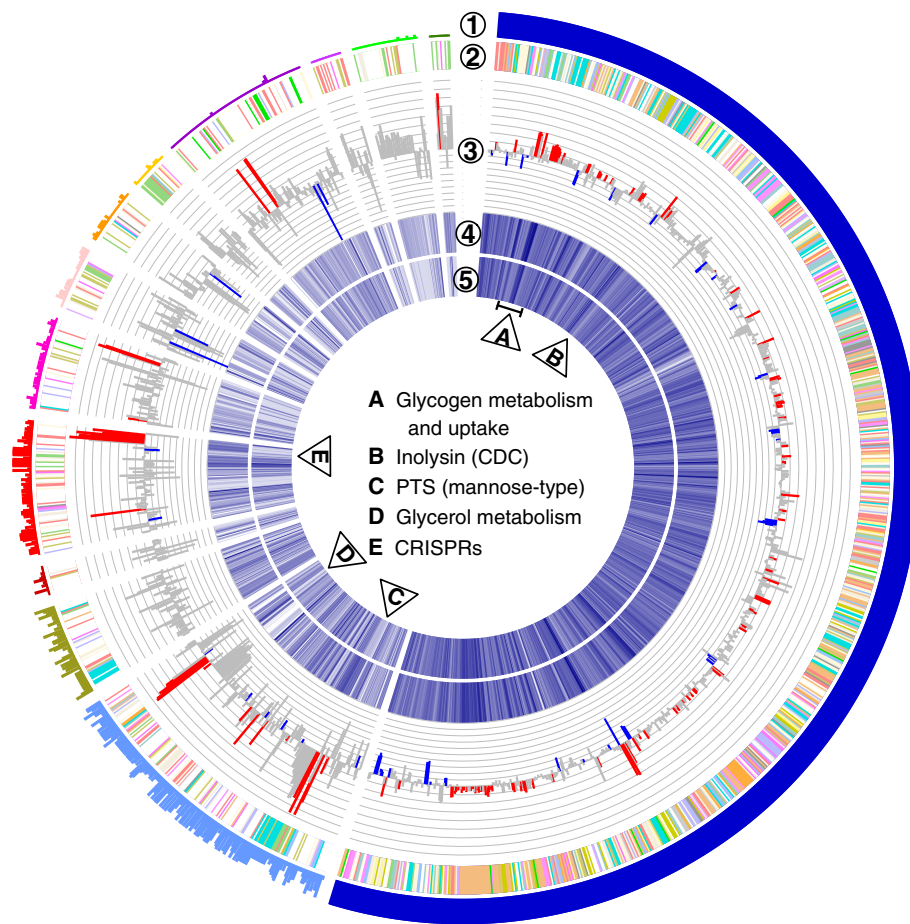 1
2
3
4
5
A
B
A Glycogen metabolism
and uptake
B Inolysin (CDC)
C PTS (mannose-type)
D Glycerol metabolism
E CRISPRs
E
D
C